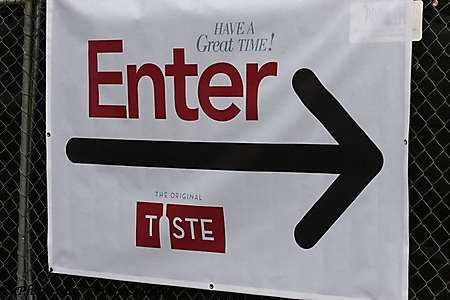 HAVE A
Great TIME!
Enter
THE ORIGINAL
TASTE